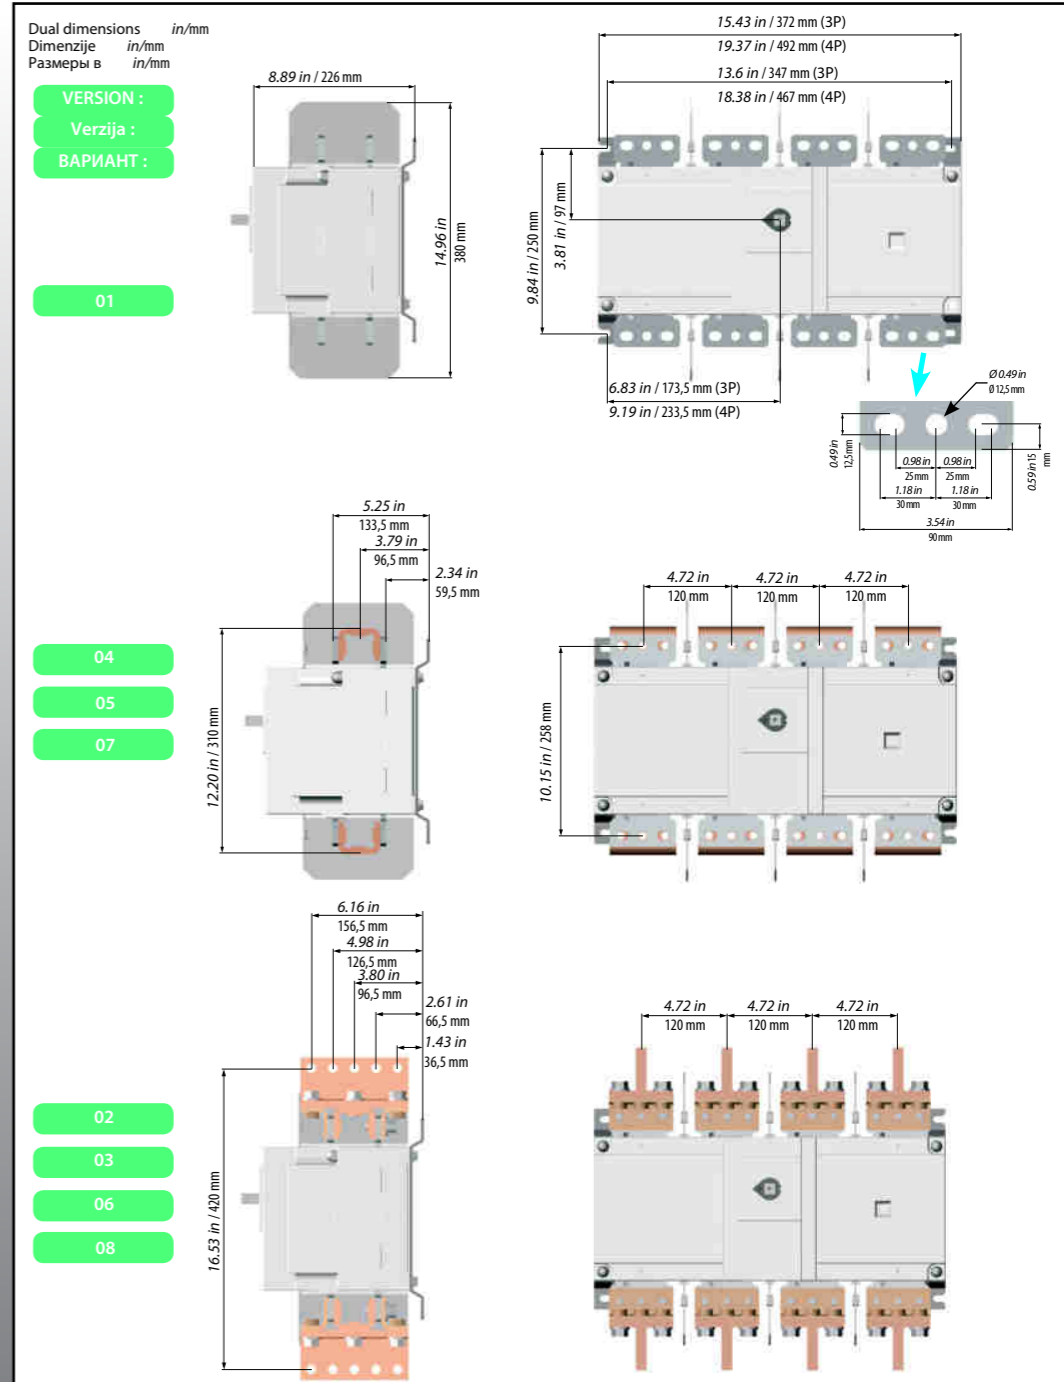 Dual dimensions in/mm
Dimenzije in/mm
Размеры в in/mm
VERSION :
Verzija :
ВАРИАНТ :
01
8.89 in / 226 mm
14.96 in
380 mm
15.43 in / 372 mm (3P)
19.37 in / 492 mm (4P)
13.6 in / 347 mm (3P)
18.38 in / 467 mm (4P)
9.84 in / 250 mm
3.81 in / 97 mm
6.83 in / 173,5 mm (3P)
9.19 in / 233,5 mm (4P)
Ø 0.49 in
Ø 12,5 mm
0.49 in
12,5 mm
0.98 in
25 mm
0.98 in
25 mm
1.18 in
30 mm
1.18 in
30 mm
3.54 in
90 mm
0.59 in 15
mm
04
05
07
5.25 in
133,5 mm
3.79 in
96,5 mm
2.34 in
59,5 mm
12.20 in / 310 mm
4.72 in
120 mm
4.72 in
120 mm
4.72 in
120 mm
10.15 in / 258 mm
02
03
06
08
6.16 in
156,5 mm
4.98 in
126,5 mm
3.80 in
96,5 mm
2.61 in
66,5 mm
1.43 in
36,5 mm
16.53 in / 420 mm
4.72 in
120 mm
4.72 in
120 mm
4.72 in
120 mm